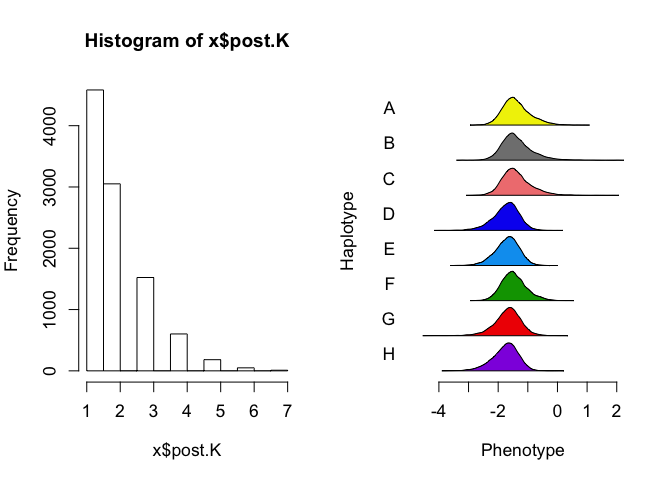 Histogram of x$post.K
Frequency
0
1000
2000
3000
4000
1 2 3 4 5 6 7
x$post.K
Haplotype
A
B
C
D
E
F
G
H
-4 -2 0 1 2
Phenotype